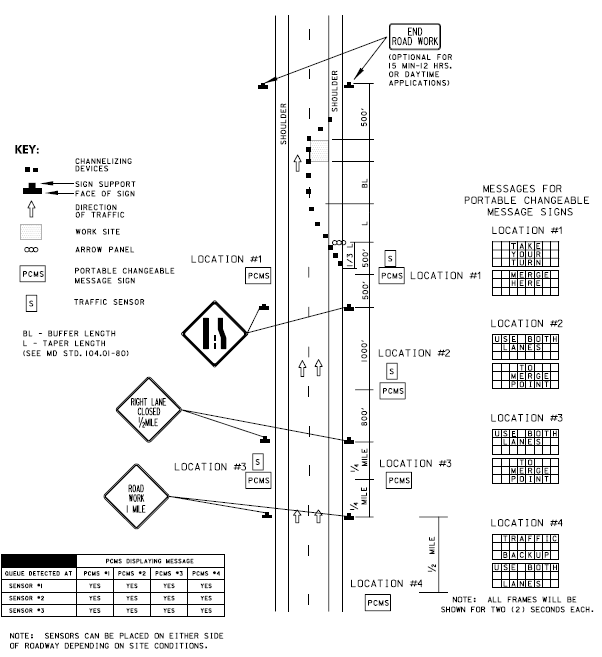 END
ROAD WORK
(OPTIONAL FOR
15 MIN-12 HRS.
OR DAYTIME
APPLICATIONS)
SHOULDER
SHOULDER
500'
BL
L
1/3 L
500'
500'
1000'
800'
1/4 MILE
1/4 MILE
1/2 MILE
KEY:
CHANNELIZING
DEVICES
SIGN SUPPORT
FACE OF SIGN
DIRECTION
OF TRAFFIC
WORK SITE
ARROW PANEL
PCMS
PORTABLE CHANGEABLE
MESSAGE SIGN
S
TRAFFIC SENSOR
BL - BUFFER LENGTH
L - TAPER LENGTH
(SEE MD STD. 104.01-80)
LOCATION #1
PCMS
S
PCMS
LOCATION #1
LOCATION #2
S
PCMS
RIGHT LANE
CLOSED
1/2 MILE
LOCATION #3
S
PCMS
LOCATION #3
PCMS
ROAD
WORK
1 MILE
LOCATION #4
PCMS
MESSAGES FOR
PORTABLE CHANGEABLE
MESSAGE SIGNS
LOCATION #1
TAKE
YOUR
TURN
MERGE
HERE
LOCATION #2
USE BOTH
LANES
TO
MERGE
POINT
LOCATION #3
USE BOTH
LANES
TO
MERGE
POINT
LOCATION #4
TRAFFIC
BACKUP
USE BOTH
LANES
NOTE: ALL FRAMES WILL BE
SHOWN FOR TWO (2) SECONDS EACH.
PCMS DISPLAYING MESSAGE
QUEUE DETECTED AT PCMS #1 PCMS #2 PCMS #3 PCMS #4
SENSOR #1 YES YES YES YES
SENSOR #2 YES YES YES YES
SENSOR #3 YES YES YES YES
NOTE: SENSORS CAN BE PLACED ON EITHER SIDE
OF ROADWAY DEPENDING ON SITE CONDITIONS.